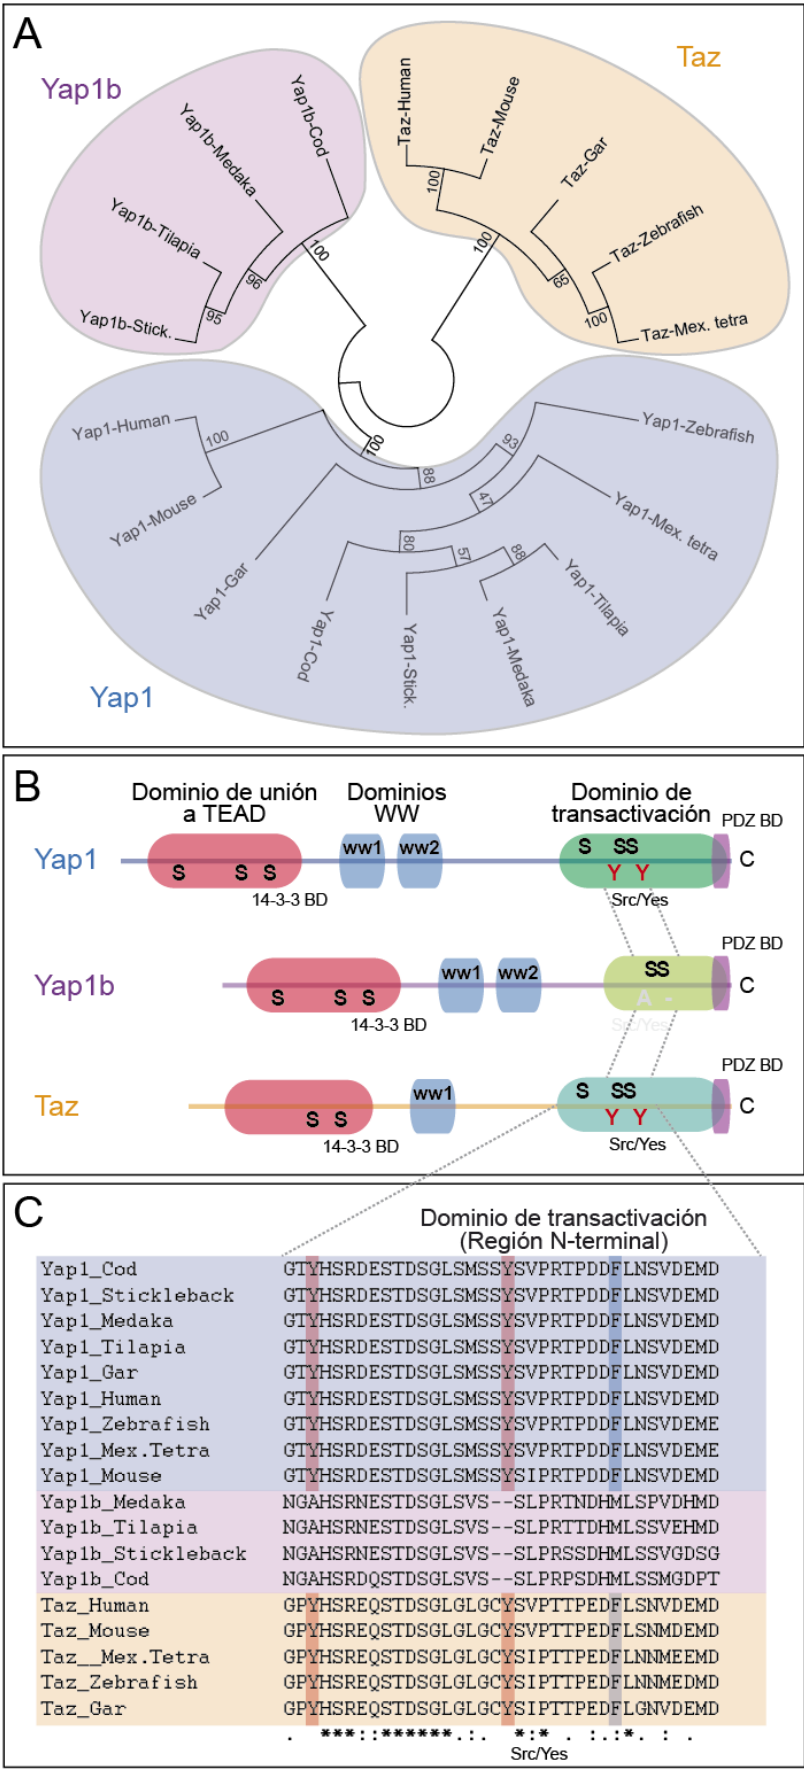 A
Yap1b
Taz
Yap1b-Cod
Yap1b-Medaka
Yap1b-Tilapia
Yap1b-Stick.
Taz-Human
Taz-Mouse
Taz-Gar
Taz-Zebrafish
Taz-Mex. tetra
100
96
95
100
100
65
100
Yap1-Human
100
Yap1-Mouse
Yap1-Gar
Yap1-Cod
Yap1-Stick.
Yap1-Medaka
Yap1-Tilapia
Yap1-Mex. tetra
Yap1-Zebrafish
100
88
93
47
80
57
88
Yap1
B
Dominio de unión
a TEAD
Dominios
WW
Dominio de
transactivación
PDZ BD
Yap1
S S S
ww1 ww2
S SS
Y Y
C
14-3-3 BD
Src/Yes
PDZ BD
Yap1b
S S S
ww1 ww2
SS
A -
C
14-3-3 BD
Src/Yes
PDZ BD
Taz
S S
ww1
S SS
Y Y
C
14-3-3 BD
Src/Yes
C
Dominio de transactivación
(Región N-terminal)
Yap1_Cod GTYHSRDESTDSGLSMSSYSVPRTPDDFLNSVDEMD
Yap1_Stickleback GTYHSRDESTDSGLSMSSYSVPRTPDDFLNSVDEMD
Yap1_Medaka GTYHSRDESTDSGLSMSSYSVPRTPDDFLNSVDEMD
Yap1_Tilapia GTYHSRDESTDSGLSMSSYSVPRTPDDFLNSVDEMD
Yap1_Gar GTYHSRDESTDSGLSMSSYSVPRTPDDFLNSVDEMD
Yap1_Human GTYHSRDESTDSGLSMSSYSVPRTPDDFLNSVDEMD
Yap1_Zebrafish GTYHSRDESTDSGLSMSSYSVPRTPDDFLNSVDEME
Yap1_Mex.Tetra GTYHSRDESTDSGLSMSSYSVPRTPDDFLNSVDEME
Yap1_Mouse GTYHSRDESTDSGLSMSSYSIPRTPDDFLNSVDEMD
Yap1b_Medaka NGAHSRNESTDSGLSVS--SLPRTNDHMLSPVDHMD
Yap1b_Tilapia NGAHSRNESTDSGLSVS--SLPRTTDHMLSSVEHMD
Yap1b_Stickleback NGAHSRNESTDSGLSVS--SLPRSSDHMLSSVGDSG
Yap1b_Cod NGAHSRDQSTDSGLSVS--SLPRPSDHMLSSMGDPT
Taz_Human GPYHSREQSTDSGLGLGCYSVPTTPEDFLSNVDEMD
Taz_Mouse GPYHSREQSTDSGLGLGCYSVPTTPEDFLSNMDEMD
Taz__Mex.Tetra GPYHSREQSTDSGLGLGCYSIPTTPEDFLNNMEEMD
Taz_Zebrafish GPYHSREQSTDSGLGLGCYSIPTTPEDFLNNMEDMD
Taz_Gar GPYHSREQSTDSGLGLGCYSIPTTPEDFLGNVDEMD
. ***::******.:. *:* . :.:*. : .
Src/Yes